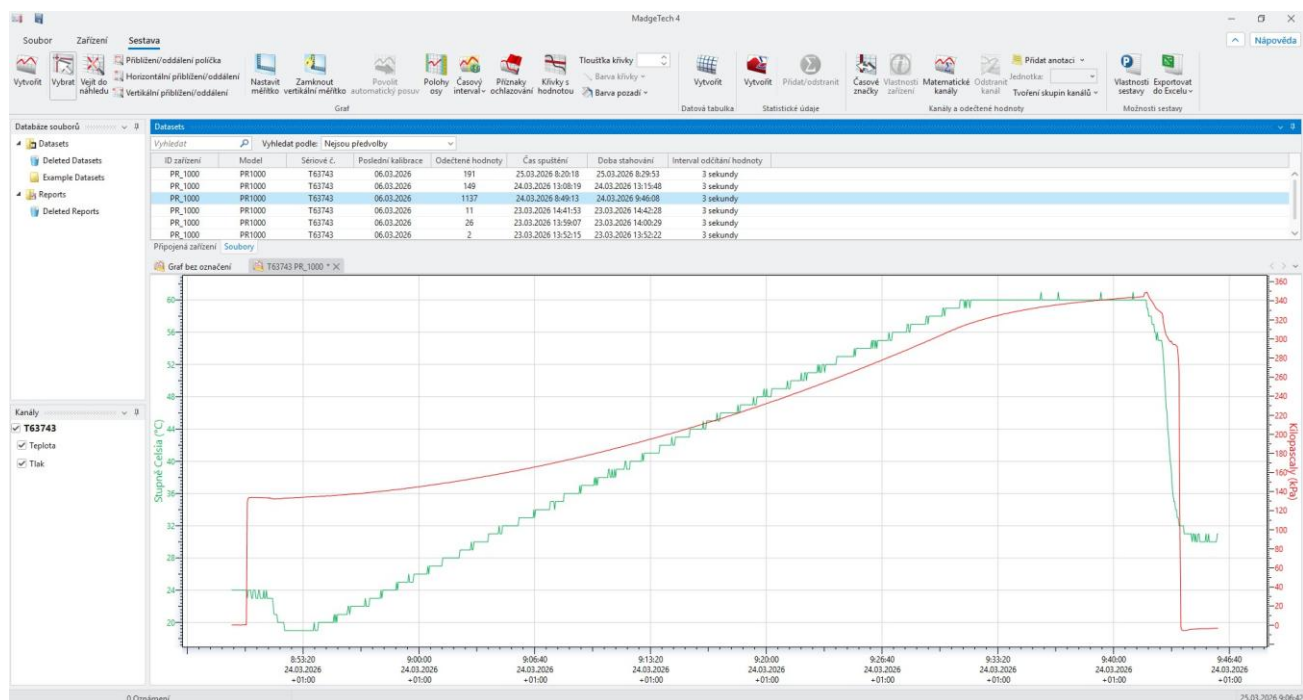 MadgeTech 4
Soubor Zařízení Sestava
Nápověda
Vytvořit
Vybrat
Vejít do náhledu
Přiblížení/oddálení políčka
Horizontální přiblížení/oddálení
Vertikální přiblížení/oddálení
Nastavit měřítko
Zamknout vertikální měřítko
Povolit automatický posuv
Polohy osy
Časový interval
Příznaky ochlazování
Křivky s hodnotou
Tloušťka křivky
Barva křivky
Barva pozadí
Graf
Vytvořit
Datová tabulka
Vytvořit
Přidat/odstranit
Statistické údaje
Časové značky
Vlastnosti zařízení
Matematické kanály
Odstranit kanál
Přidat anotaci
Jednotka:
Tvoření skupin kanálů
Kanály a odečtené hodnoty
Vlastnosti sestavy
Exportovat do Excelu
Možnosti sestavy
Databáze souborů
Datasets
Deleted Datasets
Example Datasets
Reports
Deleted Reports
Datasets
Vyhledat Vyhledat podle: Nejsou předvolby
ID zařízení Model Sériové č. Poslední kalibrace Odečtené hodnoty Čas spuštění Doba stahování Interval odčítání hodnoty
PR_1000 PR1000 T63743 06.03.2026 191 25.03.2026 8:20:18 25.03.2026 8:29:53 3 sekundy
PR_1000 PR1000 T63743 06.03.2026 149 24.03.2026 13:08:19 24.03.2026 13:15:48 3 sekundy
PR_1000 PR1000 T63743 06.03.2026 1137 24.03.2026 8:49:13 24.03.2026 9:46:08 3 sekundy
PR_1000 PR1000 T63743 06.03.2026 11 23.03.2026 14:41:53 23.03.2026 14:42:28 3 sekundy
PR_1000 PR1000 T63743 06.03.2026 26 23.03.2026 13:59:07 23.03.2026 14:00:29 3 sekundy
PR_1000 PR1000 T63743 06.03.2026 2 23.03.2026 13:52:15 23.03.2026 13:52:22 3 sekundy
Připojená zařízení Soubory
Graf bez označení T63743 PR_1000 *
Kanály
T63743
Teplota
Tlak
Stupně Celsia (°C)
60
56
52
48
44
40
36
32
28
24
20
Kilopascaly (kPa)
360
340
320
300
280
260
240
220
200
180
160
140
120
100
80
60
40
20
0
8:53:20 9:00:00 9:06:40 9:13:20 9:20:00 9:26:40 9:33:20 9:40:00 9:46:40
24.03.2026 24.03.2026 24.03.2026 24.03.2026 24.03.2026 24.03.2026 24.03.2026 24.03.2026 24.03.2026
+01:00 +01:00 +01:00 +01:00 +01:00 +01:00 +01:00 +01:00 +01:00
0 Oznámení 25.03.2026 9:06:42